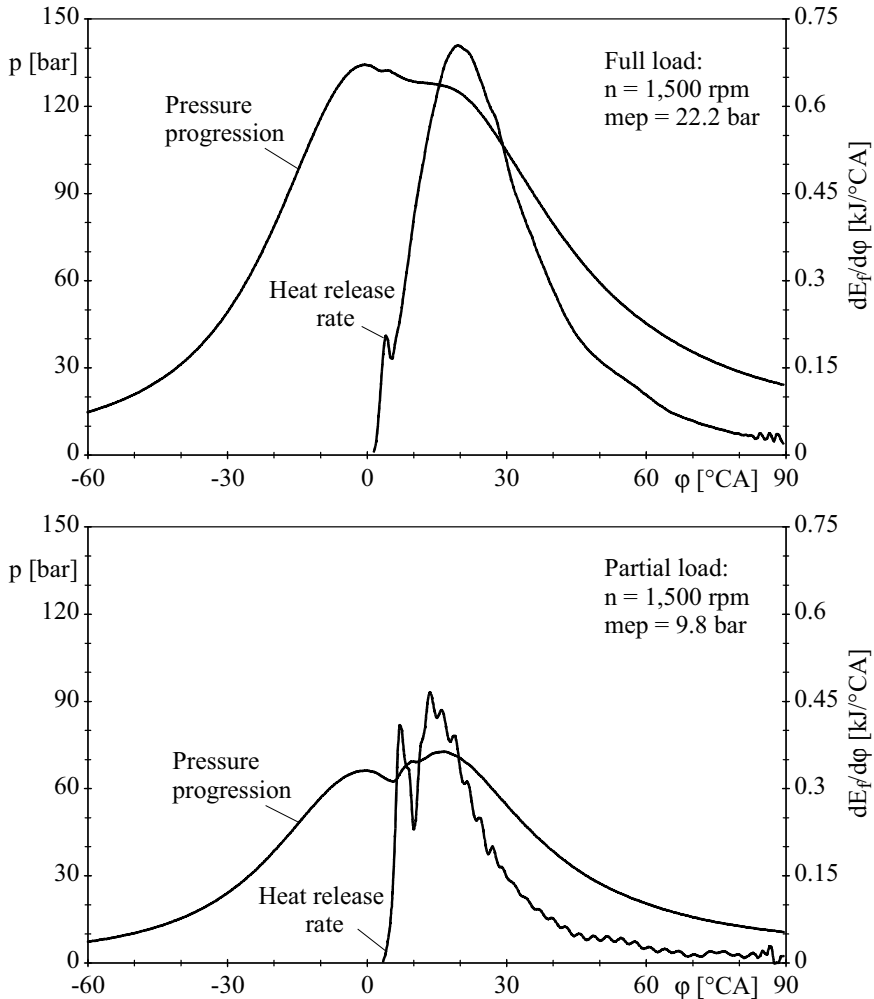 150
p [bar]
120
90
60
30
0
0.75
0.6
0.45
0.3
0.15
0
dE_f/dφ [kJ/°CA]
Full load:
n = 1,500 rpm
mep = 22.2 bar
Pressure
progression
Heat release
rate
-60
-30
0
30
60
φ [°CA]
90
150
p [bar]
120
90
60
30
0
0.75
0.6
0.45
0.3
0.15
0
dE_f/dφ [kJ/°CA]
Partial load:
n = 1,500 rpm
mep = 9.8 bar
Pressure
progression
Heat release
rate
-60
-30
0
30
60
φ [°CA]
90